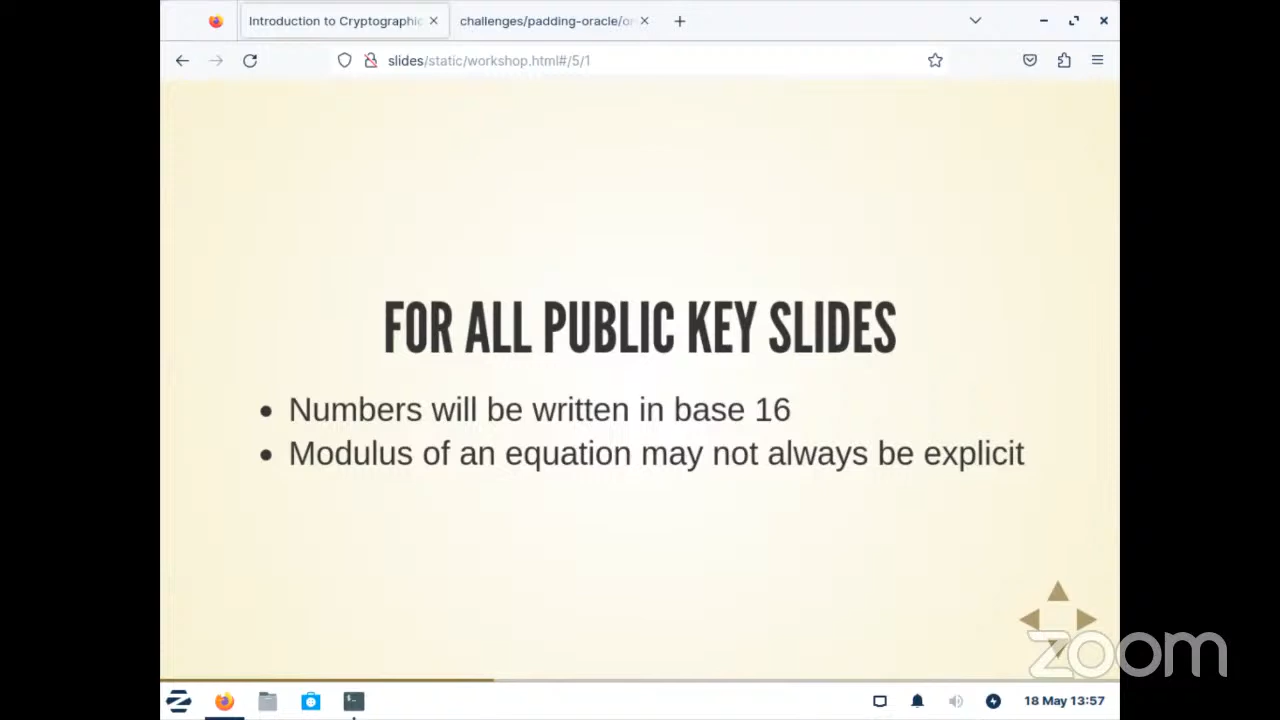 Introduction to Cryptographic
challenges/padding-oracle/or
slides/static/workshop.html#/5/1
FOR ALL PUBLIC KEY SLIDES
Numbers will be written in base 16
Modulus of an equation may not always be explicit
zoom
18 May 13:57